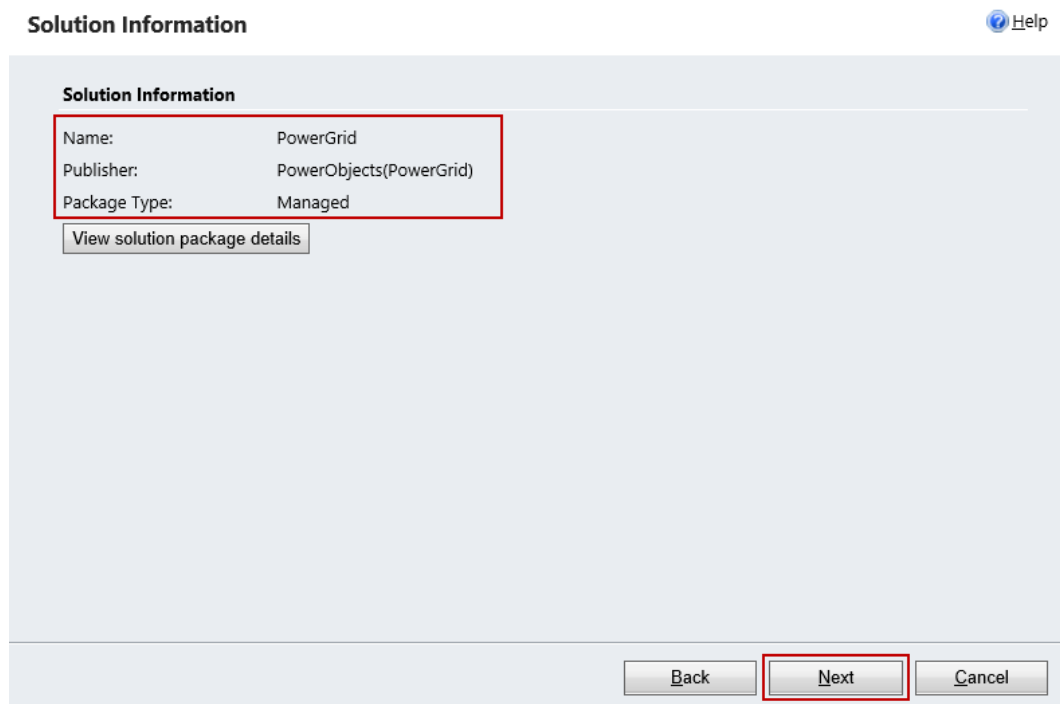 Solution Information
Help
Solution Information
Name: PowerGrid
Publisher: PowerObjects(PowerGrid)
Package Type: Managed
View solution package details
Back Next Cancel